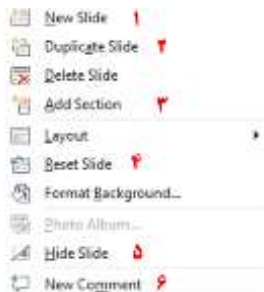 New Slide ۱
Duplicate Slide ۲
Delete Slide
Add Section ۳
Layout
Reset Slide ۴
Format Background...
Photo Album...
Hide Slide ۵
New Comment ۶